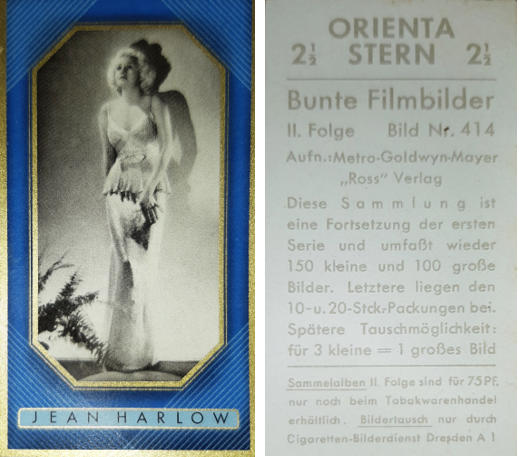 JEAN HARLOW
ORIENTA
2½ STERN 2½
Bunte Filmbilder
II. Folge Bild Nr. 414
Aufn.: Metro-Goldwyn-Mayer
„Ross" Verlag
Diese Sammlung ist
eine Fortsetzung der ersten
Serie und umfaßt wieder
150 kleine und 100 große
Bilder. Letztere liegen den
10-u. 20-Stck.-Packungen bei.
Spätere Tauschmöglichkeit:
für 3 kleine = 1 großes Bild
Sammelalben II. Folge sind für 75 Pf.
nur noch beim Tabakwarenhandel
erhältlich. Bildertausch nur durch
Cigaretten-Bilderdienst Dresden A 1